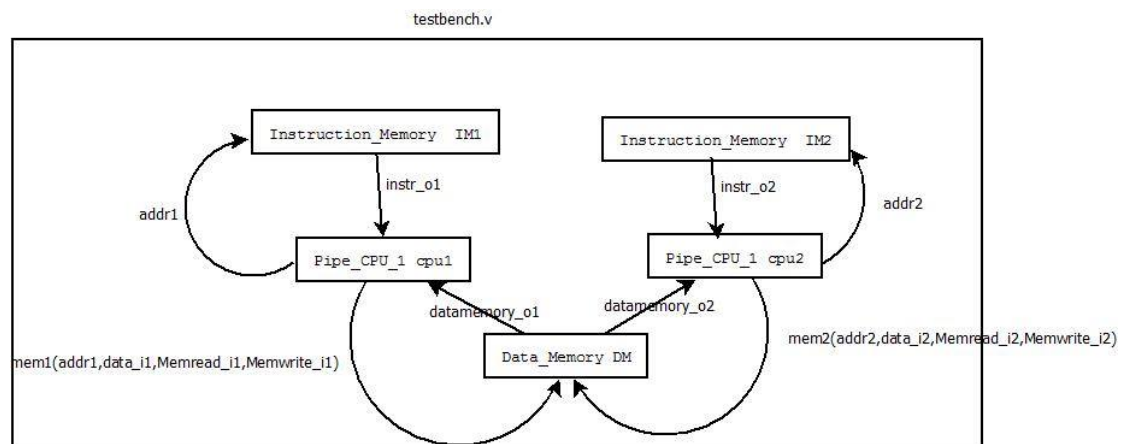 testbench.v
Instruction_Memory IM1
Instruction_Memory IM2
instr_o1
instr_o2
addr1
addr2
Pipe_CPU_1 cpu1
Pipe_CPU_1 cpu2
datamemory_o1
datamemory_o2
mem1(addr1,data_i1,Memread_i1,Memwrite_i1)
Data_Memory DM
mem2(addr2,data_i2,Memread_i2,Memwrite_i2)